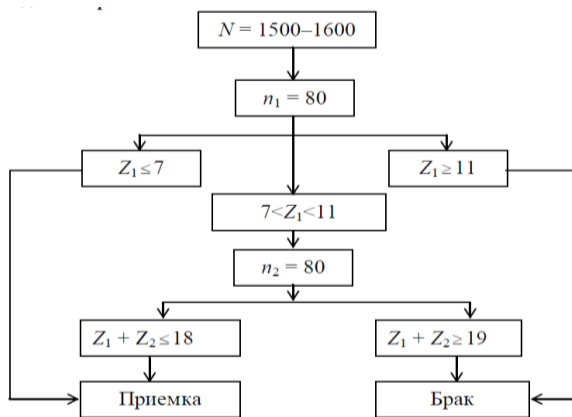 N = 1500–1600
n₁ = 80
Z₁ ≤ 7
Z₁ ≥ 11
7<Z₁<11
n₂ = 80
Z₁ + Z₂ ≤ 18
Z₁ + Z₂ ≥ 19
Приемка
Брак